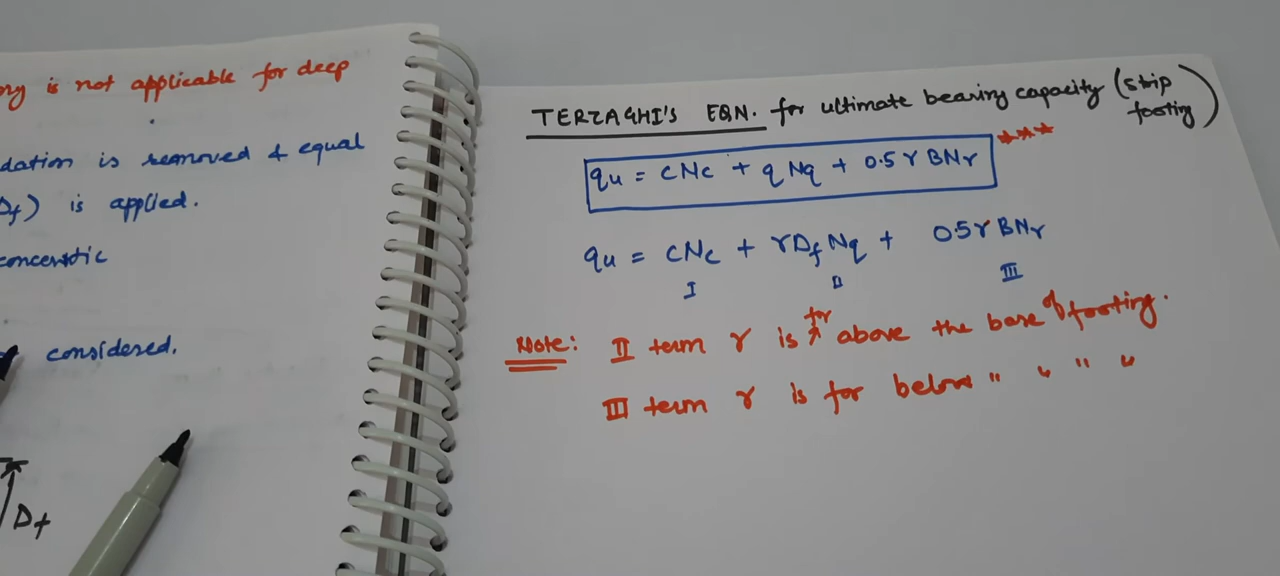 is not applicable for deep
dation is removed & equal
Df) is applied.
concentric
considered.
Df
TERZAGHI'S EQN. for ultimate bearing capacity (strip footing)
qu = CNc + q Nq + 0.5 γ BNγ ***
qu = CNc + γDf Nq + 0.5γ BNγ
I II III
Note: II term γ is for above the base of footing.
III term γ is for below " " " "